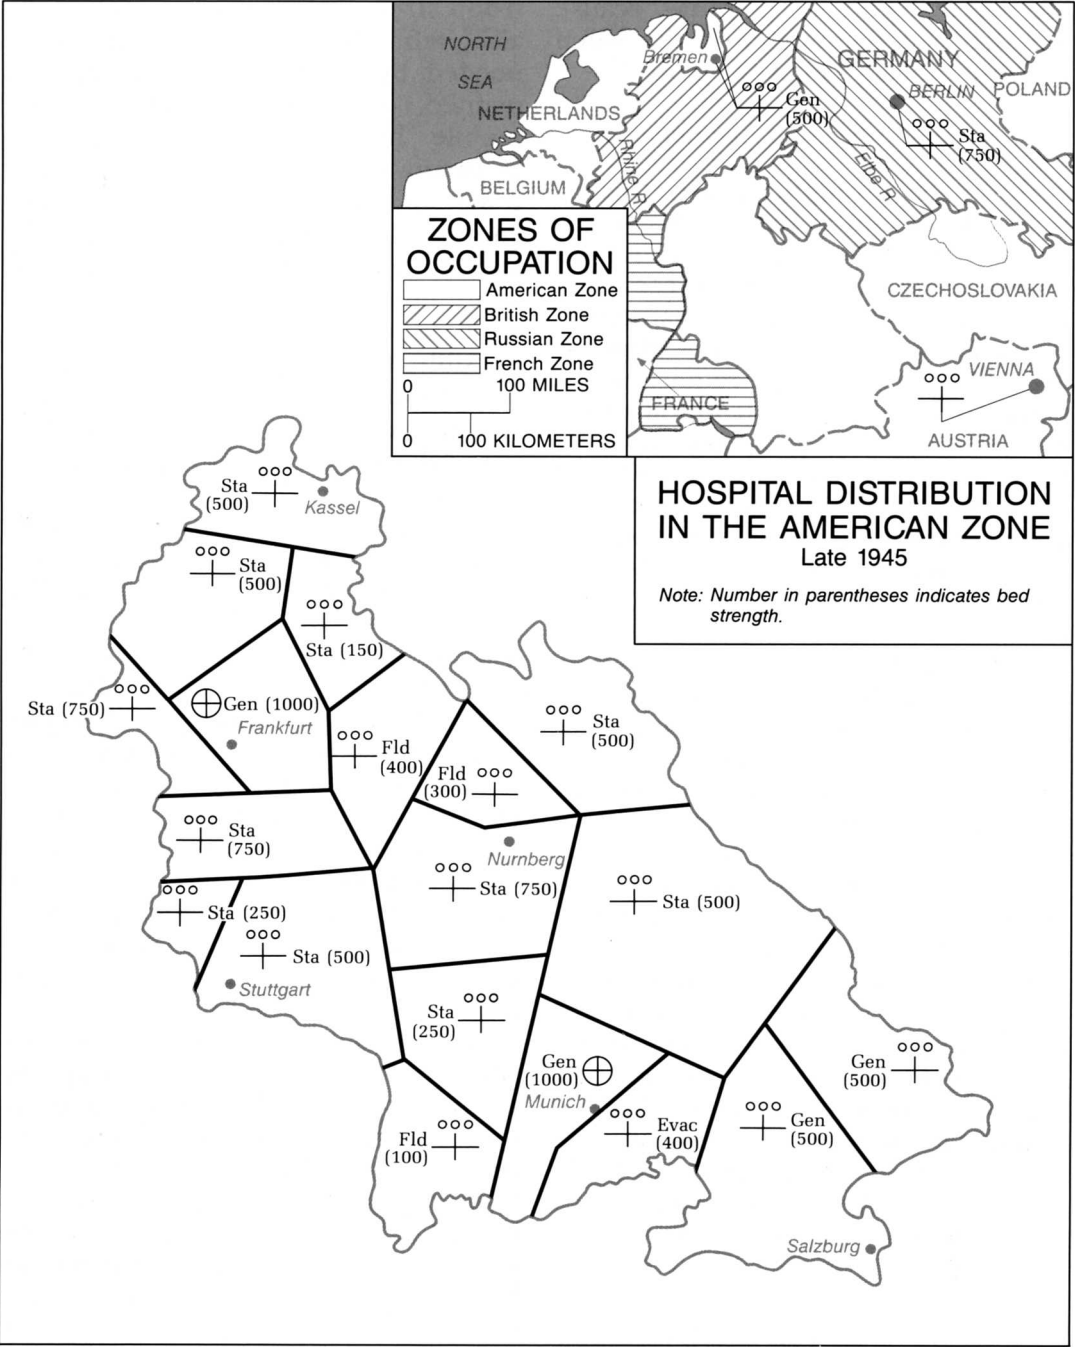 NORTH
SEA
NETHERLANDS
Bremen
GERMANY
BERLIN
POLAND
Gen
(500)
Sta
(750)
Rhine R
Elbe R
BELGIUM
ZONES OF
OCCUPATION
American Zone
British Zone
Russian Zone
French Zone
0 100 MILES
0 100 KILOMETERS
CZECHOSLOVAKIA
VIENNA
FRANCE
AUSTRIA
HOSPITAL DISTRIBUTION
IN THE AMERICAN ZONE
Late 1945
Note: Number in parentheses indicates bed
strength.
Sta
(500)
Kassel
Sta
(500)
Sta (150)
Sta (750)
Gen (1000)
Frankfurt
Fld
(400)
Fld
(300)
Sta
(500)
Sta
(750)
Nurnberg
Sta (750)
Sta (500)
Sta (250)
Sta (500)
Stuttgart
Sta
(250)
Gen
(1000)
Munich
Gen
(500)
Fld
(100)
Evac
(400)
Gen
(500)
Salzburg